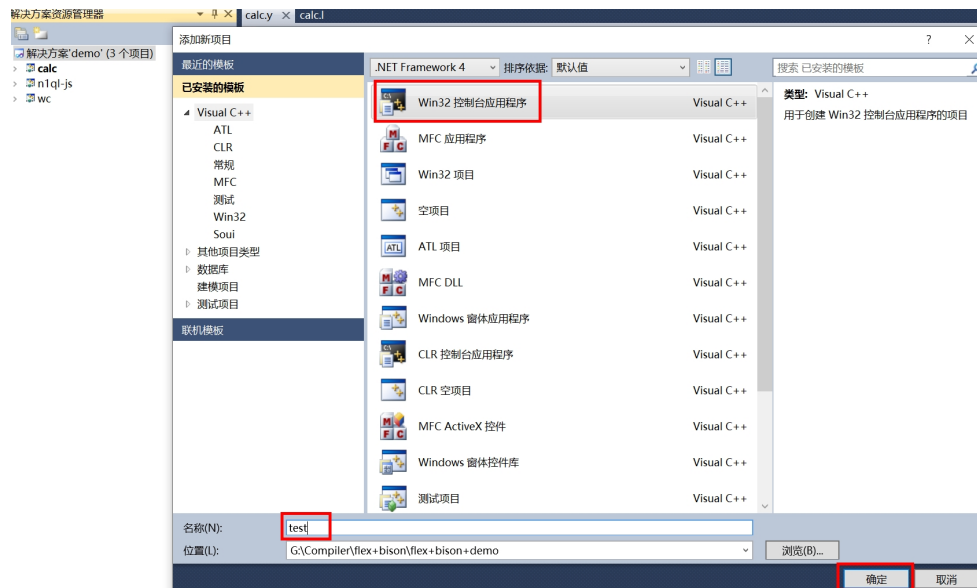 解决方案资源管理器
calc.y
calc.l
解决方案'demo' (3 个项目)
calc
n1ql-js
wc
添加新项目
?
最近的模板
已安装的模板
Visual C++
ATL
CLR
常规
MFC
测试
Win32
Soui
其他项目类型
数据库
建模项目
测试项目
联机模板
.NET Framework 4
排序依据: 默认值
搜索 已安装的模板
Win32 控制台应用程序 Visual C++
MFC 应用程序 Visual C++
Win32 项目 Visual C++
空项目 Visual C++
ATL 项目 Visual C++
MFC DLL Visual C++
Windows 窗体应用程序 Visual C++
CLR 控制台应用程序 Visual C++
CLR 空项目 Visual C++
MFC ActiveX 控件 Visual C++
Windows 窗体控件库 Visual C++
测试项目 Visual C++
类型: Visual C++
用于创建 Win32 控制台应用程序的项目
名称(N): test
位置(L): G:\Compiler\flex+bison\flex+bison+demo
浏览(B)...
确定
取消